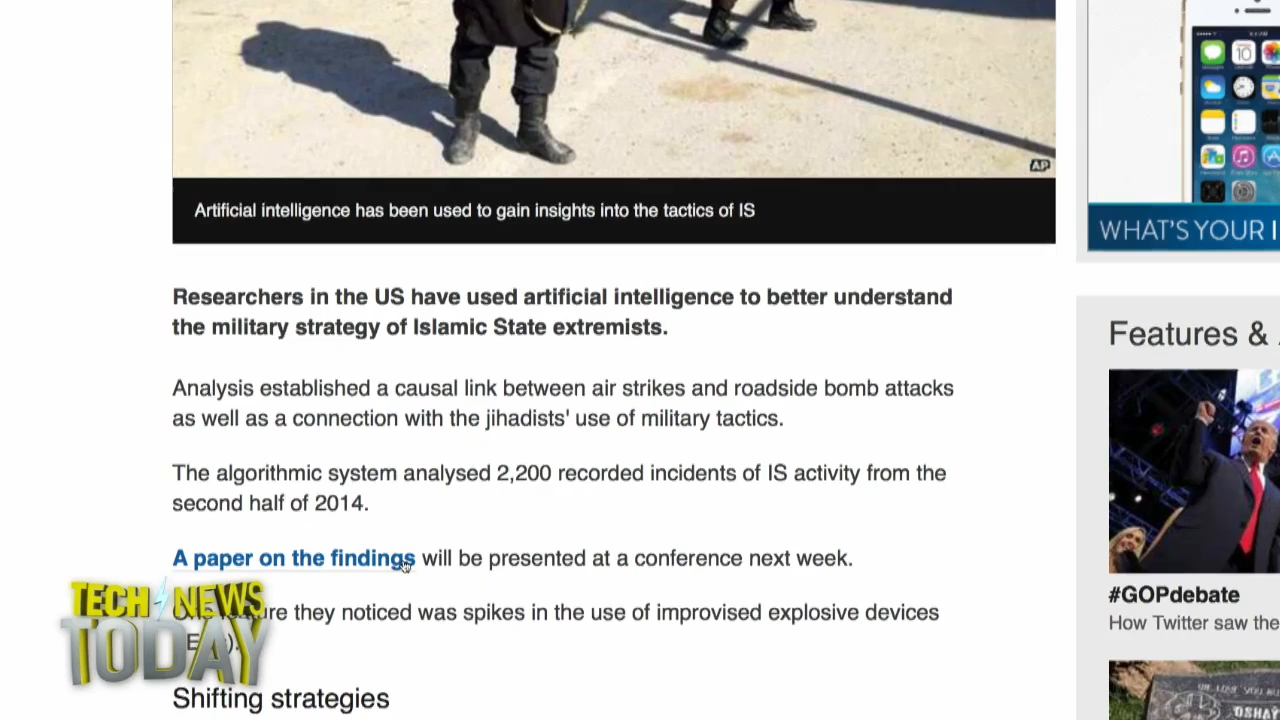 AP
Artificial intelligence has been used to gain insights into the tactics of IS
WHAT'S YOUR
Researchers in the US have used artificial intelligence to better understand
the military strategy of Islamic State extremists.
Analysis established a causal link between air strikes and roadside bomb attacks
as well as a connection with the jihadists' use of military tactics.
The algorithmic system analysed 2,200 recorded incidents of IS activity from the
second half of 2014.
A paper on the findings will be presented at a conference next week.
they noticed was spikes in the use of improvised explosive devices
Shifting strategies
TECH NEWS
TODAY
Features &
#GOPdebate
How Twitter saw the